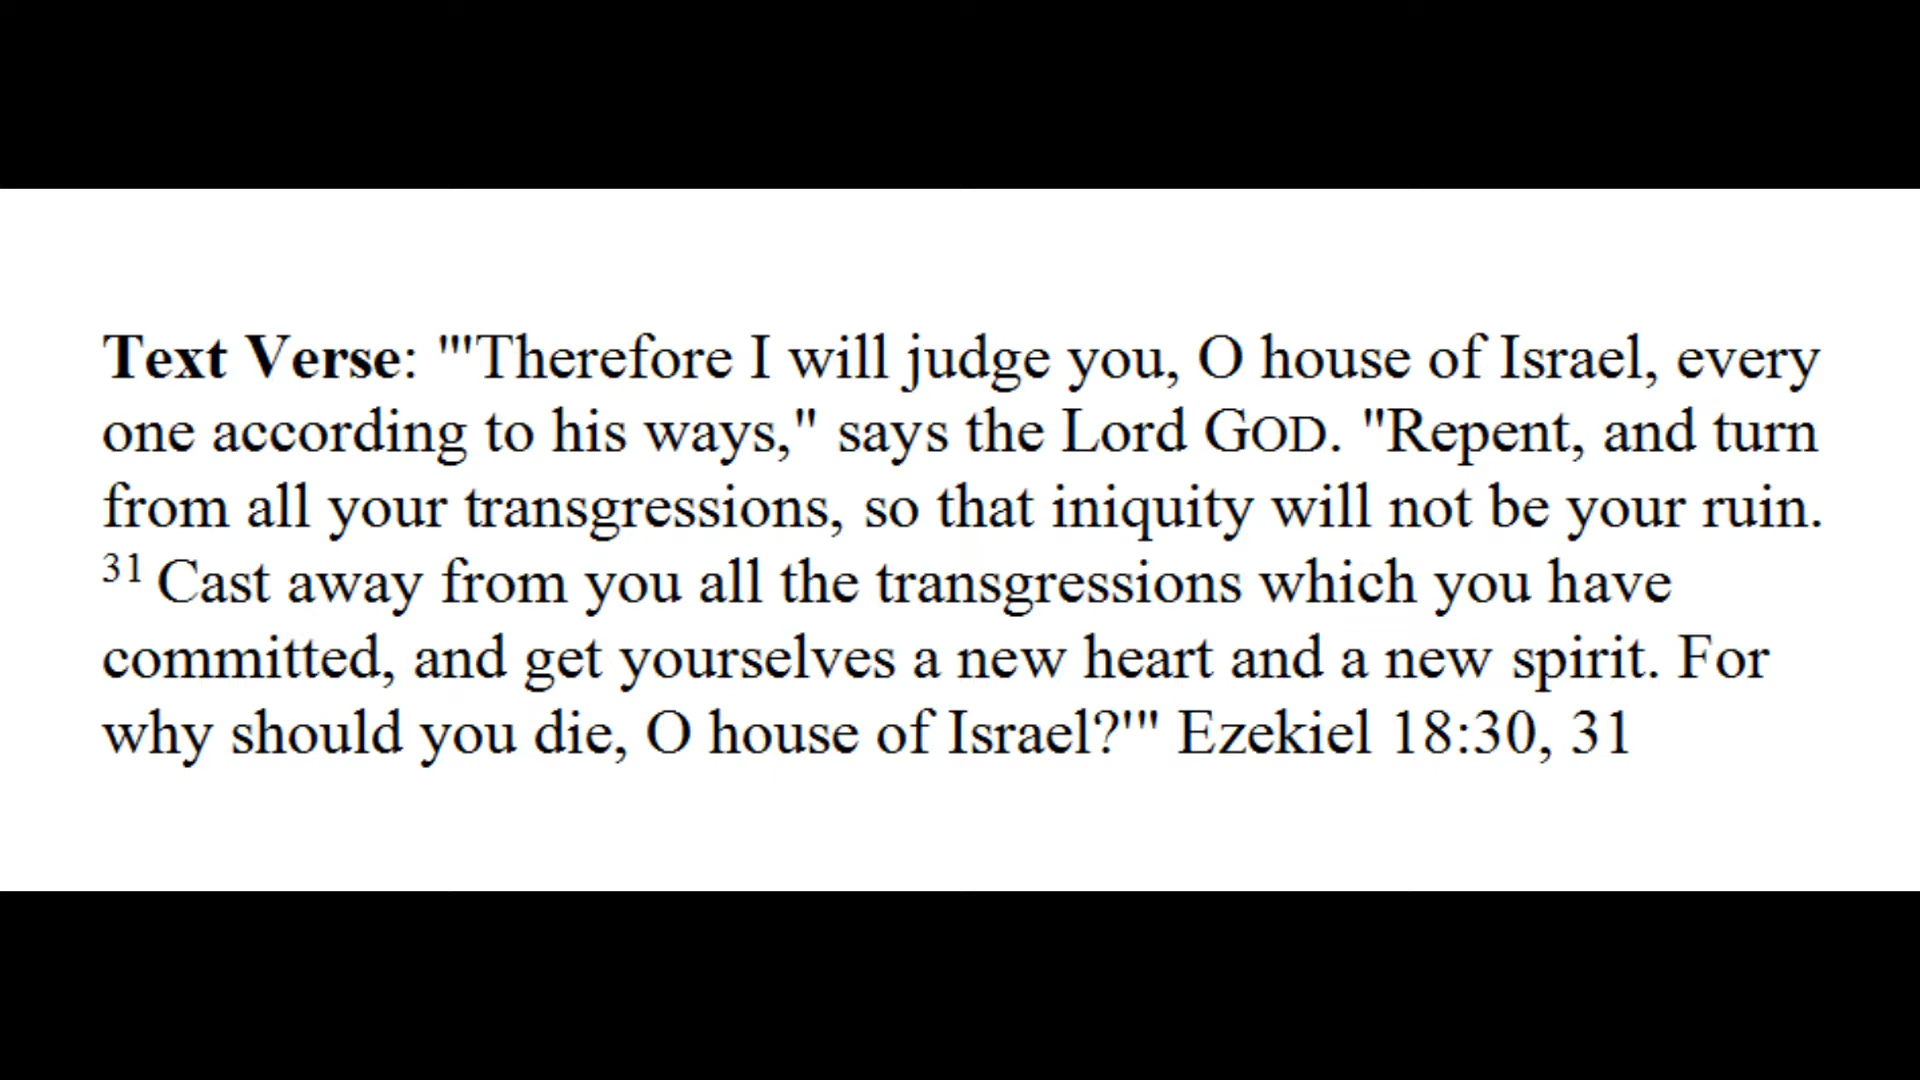 Text Verse: "'Therefore I will judge you, O house of Israel, every
one according to his ways," says the Lord GOD. "Repent, and turn
from all your transgressions, so that iniquity will not be your ruin.
31 Cast away from you all the transgressions which you have
committed, and get yourselves a new heart and a new spirit. For
why should you die, O house of Israel?'" Ezekiel 18:30, 31